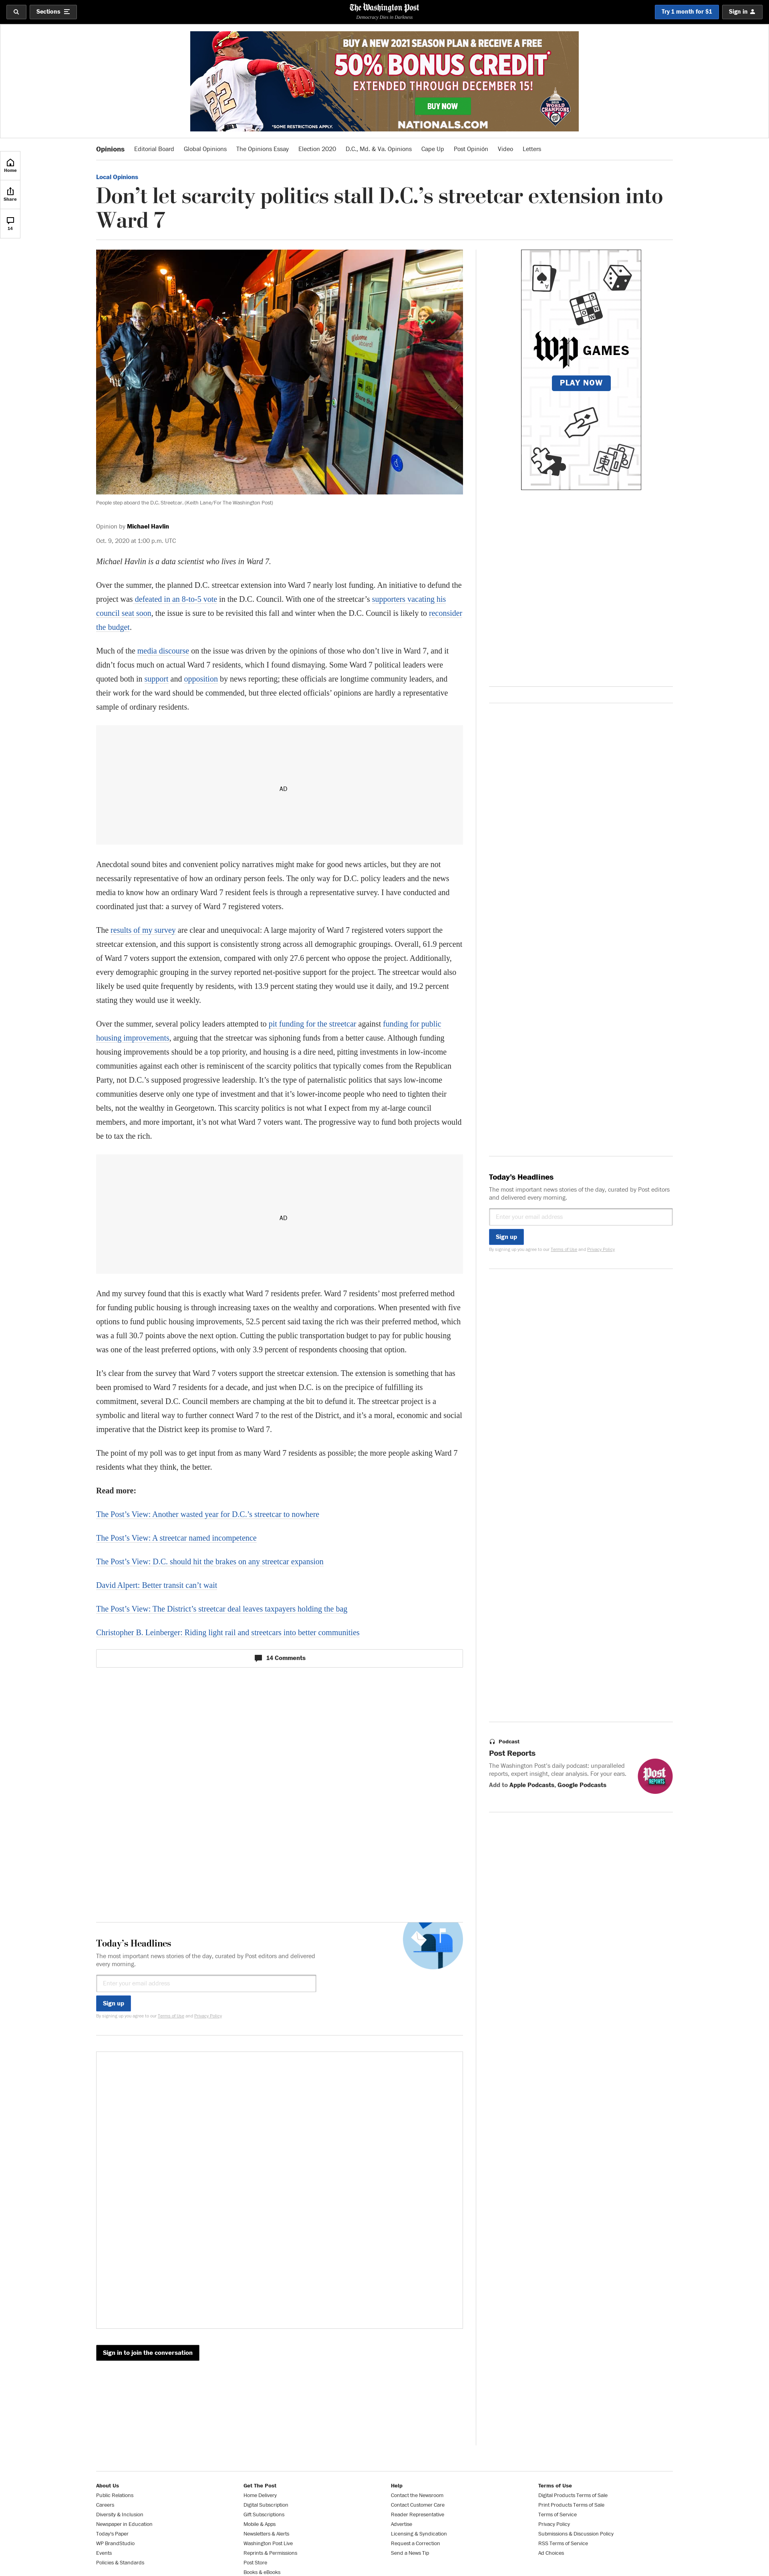 Sections
The Washington Post
Democracy Dies in Darkness
Try 1 month for $1
Sign in
BUY A NEW 2021 SEASON PLAN & RECEIVE A FREE
50% BONUS CREDIT*
EXTENDED THROUGH DECEMBER 15!
BUY NOW
*SOME RESTRICTIONS APPLY.
NATIONALS.COM
WORLD CHAMPIONS
Opinions
Editorial Board
Global Opinions
The Opinions Essay
Election 2020
D.C., Md. & Va. Opinions
Cape Up
Post Opinión
Video
Letters
Home
Share
14
Local Opinions
Don’t let scarcity politics stall D.C.’s streetcar extension into
Ward 7
wp GAMES
PLAY NOW
People step aboard the D.C. Streetcar. (Keith Lane/For The Washington Post)
Opinion by Michael Havlin
Oct. 9, 2020 at 1:00 p.m. UTC
Michael Havlin is a data scientist who lives in Ward 7.
Over the summer, the planned D.C. streetcar extension into Ward 7 nearly lost funding. An initiative to defund the
project was defeated in an 8-to-5 vote in the D.C. Council. With one of the streetcar’s supporters vacating his
council seat soon, the issue is sure to be revisited this fall and winter when the D.C. Council is likely to reconsider
the budget.
Much of the media discourse on the issue was driven by the opinions of those who don’t live in Ward 7, and it
didn’t focus much on actual Ward 7 residents, which I found dismaying. Some Ward 7 political leaders were
quoted both in support and opposition by news reporting; these officials are longtime community leaders, and
their work for the ward should be commended, but three elected officials’ opinions are hardly a representative
sample of ordinary residents.
AD
Anecdotal sound bites and convenient policy narratives might make for good news articles, but they are not
necessarily representative of how an ordinary person feels. The only way for D.C. policy leaders and the news
media to know how an ordinary Ward 7 resident feels is through a representative survey. I have conducted and
coordinated just that: a survey of Ward 7 registered voters.
The results of my survey are clear and unequivocal: A large majority of Ward 7 registered voters support the
streetcar extension, and this support is consistently strong across all demographic groupings. Overall, 61.9 percent
of Ward 7 voters support the extension, compared with only 27.6 percent who oppose the project. Additionally,
every demographic grouping in the survey reported net-positive support for the project. The streetcar would also
likely be used quite frequently by residents, with 13.9 percent stating they would use it daily, and 19.2 percent
stating they would use it weekly.
Over the summer, several policy leaders attempted to pit funding for the streetcar against funding for public
housing improvements, arguing that the streetcar was siphoning funds from a better cause. Although funding
housing improvements should be a top priority, and housing is a dire need, pitting investments in low-income
communities against each other is reminiscent of the scarcity politics that typically comes from the Republican
Party, not D.C.’s supposed progressive leadership. It’s the type of paternalistic politics that says low-income
communities deserve only one type of investment and that it’s lower-income people who need to tighten their
belts, not the wealthy in Georgetown. This scarcity politics is not what I expect from my at-large council
members, and more important, it’s not what Ward 7 voters want. The progressive way to fund both projects would
be to tax the rich.
AD
And my survey found that this is exactly what Ward 7 residents prefer. Ward 7 residents’ most preferred method
for funding public housing is through increasing taxes on the wealthy and corporations. When presented with five
options to fund public housing improvements, 52.5 percent said taxing the rich was their preferred method, which
was a full 30.7 points above the next option. Cutting the public transportation budget to pay for public housing
was one of the least preferred options, with only 3.9 percent of respondents choosing that option.
It’s clear from the survey that Ward 7 voters support the streetcar extension. The extension is something that has
been promised to Ward 7 residents for a decade, and just when D.C. is on the precipice of fulfilling its
commitment, several D.C. Council members are champing at the bit to defund it. The streetcar project is a
symbolic and literal way to further connect Ward 7 to the rest of the District, and it’s a moral, economic and social
imperative that the District keep its promise to Ward 7.
The point of my poll was to get input from as many Ward 7 residents as possible; the more people asking Ward 7
residents what they think, the better.
Read more:
The Post’s View: Another wasted year for D.C.’s streetcar to nowhere
The Post’s View: A streetcar named incompetence
The Post’s View: D.C. should hit the brakes on any streetcar expansion
David Alpert: Better transit can’t wait
The Post’s View: The District’s streetcar deal leaves taxpayers holding the bag
Christopher B. Leinberger: Riding light rail and streetcars into better communities
14 Comments
Today’s Headlines
The most important news stories of the day, curated by Post editors
and delivered every morning.
Enter your email address
Sign up
By signing up you agree to our Terms of Use and Privacy Policy
Podcast
Post Reports
The Washington Post’s daily podcast: unparalleled
reports, expert insight, clear analysis. For your ears.
Add to Apple Podcasts, Google Podcasts
Post REPORTS
Today’s Headlines
The most important news stories of the day, curated by Post editors and delivered
every morning.
Enter your email address
Sign up
By signing up you agree to our Terms of Use and Privacy Policy
Sign in to join the conversation
About Us
Public Relations
Careers
Diversity & Inclusion
Newspaper in Education
Today’s Paper
WP BrandStudio
Events
Policies & Standards
Get The Post
Home Delivery
Digital Subscription
Gift Subscriptions
Mobile & Apps
Newsletters & Alerts
Washington Post Live
Reprints & Permissions
Post Store
Books & eBooks
Help
Contact the Newsroom
Contact Customer Care
Reader Representative
Advertise
Licensing & Syndication
Request a Correction
Send a News Tip
Terms of Use
Digital Products Terms of Sale
Print Products Terms of Sale
Terms of Service
Privacy Policy
Submissions & Discussion Policy
RSS Terms of Service
Ad Choices